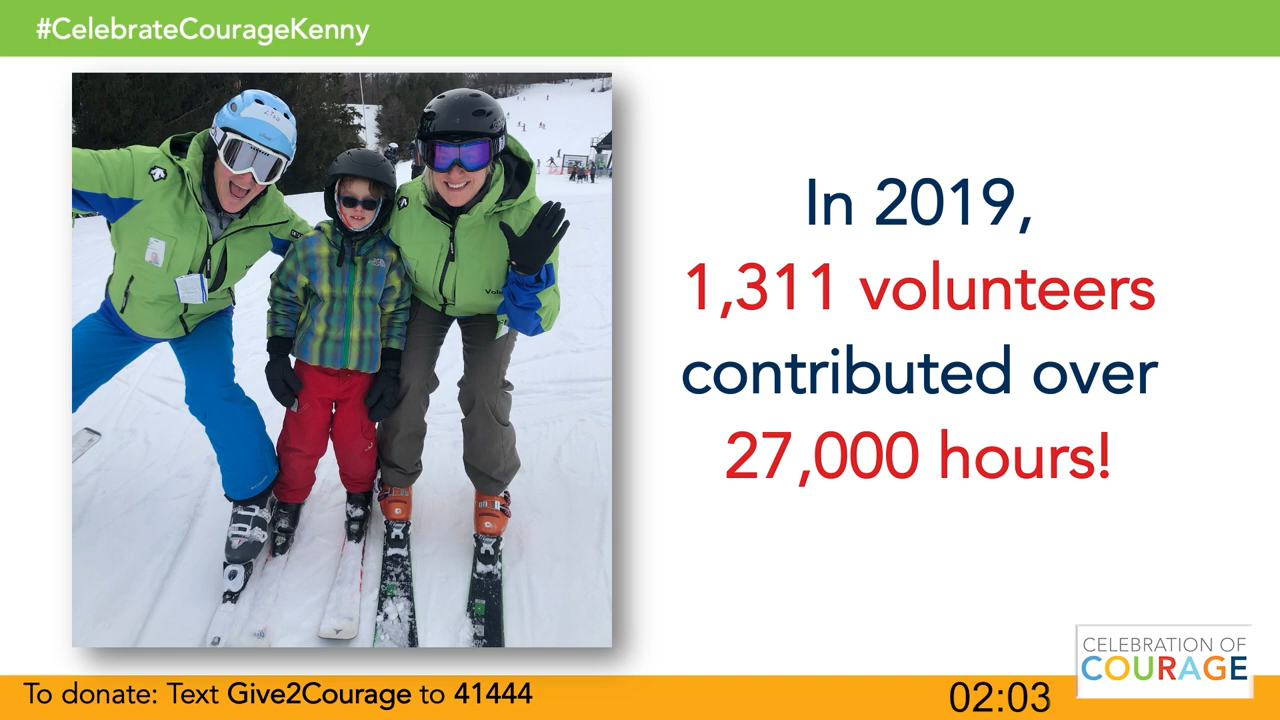 #CelebrateCourageKenny
In 2019,
1,311 volunteers
contributed over
27,000 hours!
To donate: Text Give2Courage to 41444
02:03
CELEBRATION OF
COURAGE